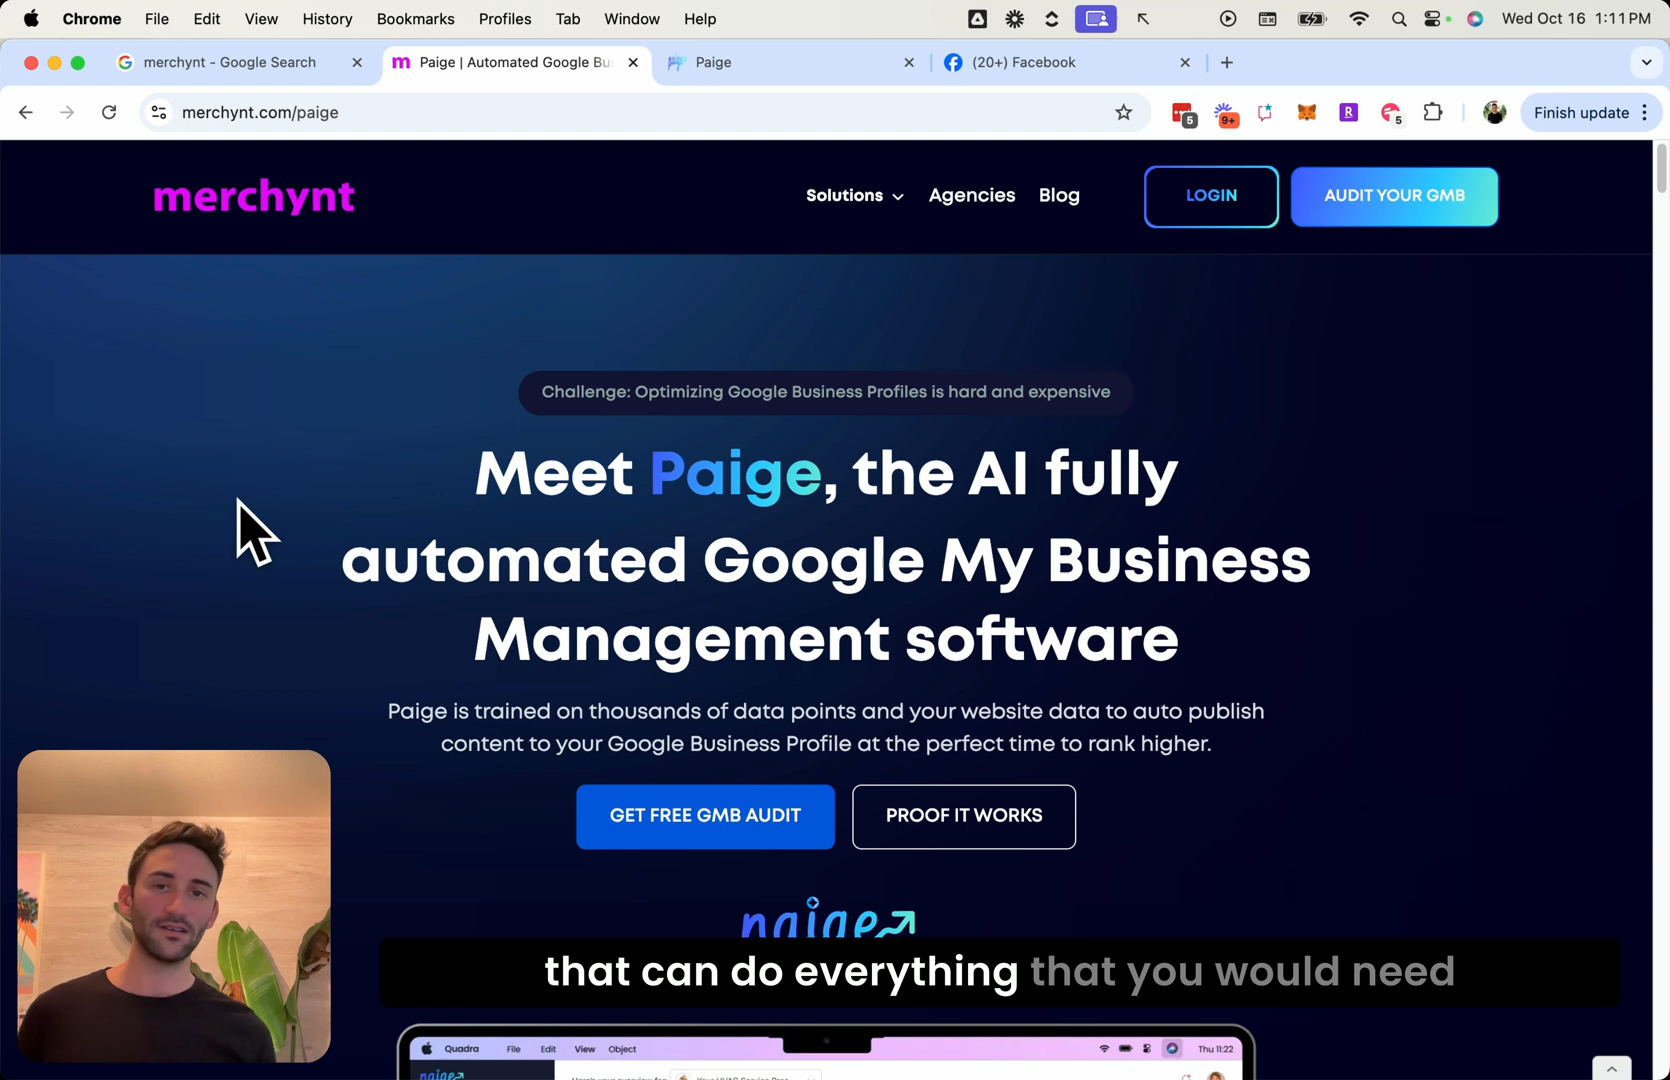 Chrome File Edit View History Bookmarks Profiles Tab Window Help Wed Oct 16 1:11 PM
merchynt - Google Search
Paige | Automated Google Bu
Paige
(20+) Facebook
merchynt.com/paige
5
9+
R
5
Finish update
merchynt
Solutions Agencies Blog LOGIN AUDIT YOUR GMB
Challenge: Optimizing Google Business Profiles is hard and expensive
Meet Paige, the AI fully
automated Google My Business
Management software
Paige is trained on thousands of data points and your website data to auto publish
content to your Google Business Profile at the perfect time to rank higher.
GET FREE GMB AUDIT PROOF IT WORKS
paige
that can do everything that you would need
Quadra File Edit View Object Thu 11:22
paige